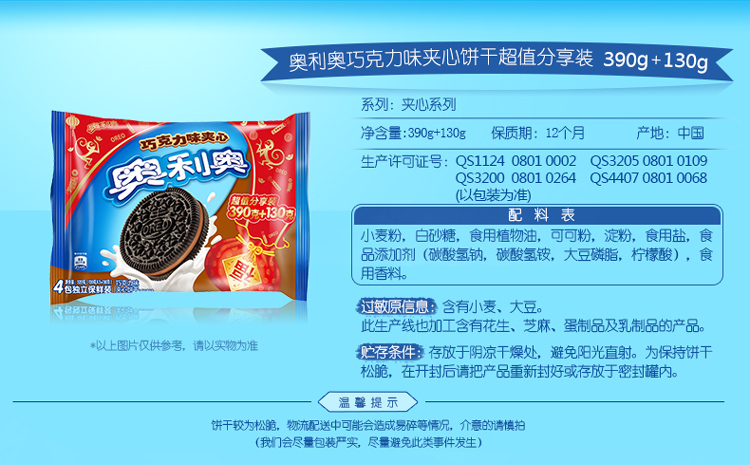 奥利奥巧克力味夹心饼干超值分享装 390g+130g
系列：夹心系列
净含量:390g+130g 保质期：12个月 产地：中国
生产许可证号：QS1124 0801 0002 QS3205 0801 0109
QS3200 0801 0264 QS4407 0801 0068
(以包装为准)
配 料 表
小麦粉，白砂糖，食用植物油，可可粉，淀粉，食用盐，食
品添加剂（碳酸氢钠，碳酸氢铵，大豆磷脂，柠檬酸），食
用香料。
过敏原信息：含有小麦、大豆。
此生产线也加工含有花生、芝麻、蛋制品及乳制品的产品。
贮存条件：存放于阴凉干燥处，避免阳光直射。为保持饼干
松脆，在开封后请把产品重新封好或存放于密封罐内。
巧克力味夹心
奥利奥
超值分享装
390克+130克
OREO
4包独立保鲜装
巧克力味
*以上图片仅供参考，请以实物为准
温馨提示
饼干较为松脆，物流配送中可能会造成易碎等情况，介意的请慎拍
（我们会尽量包装严实，尽量避免此类事件发生）